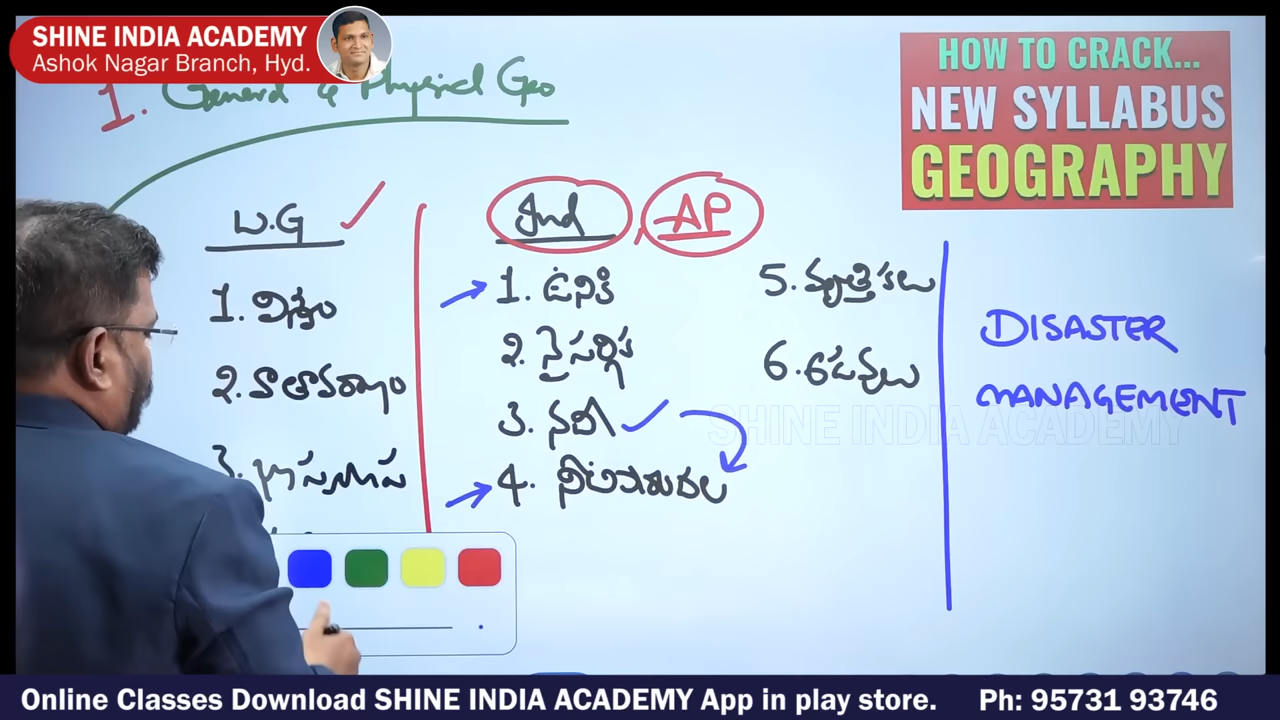 SHINE INDIA ACADEMY
Ashok Nagar Branch, Hyd.
HOW TO CRACK...
NEW SYLLABUS
GEOGRAPHY
1. General & Physical Geo
W.G
1. విశ్వం
2. వాతావరణం
3.
Ind, AP
1. ఉనికి
2. నైసర్గిక
3. నదీ
4. నీటిపారుదల
5. మృత్తికలు
6. అడవులు
DISASTER
MANAGEMENT
SHINE INDIA ACADEMY
Online Classes Download SHINE INDIA ACADEMY App in play store. Ph: 95731 93746